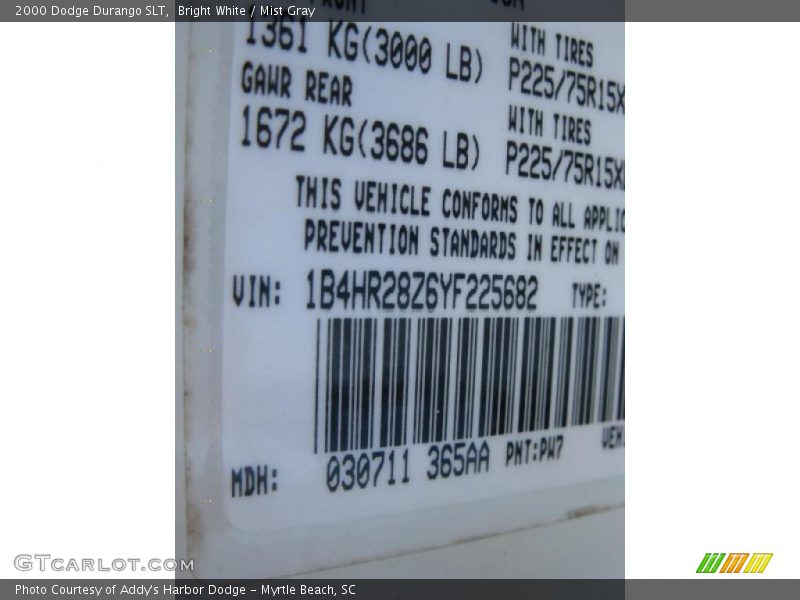 2000 Dodge Durango SLT, Bright White / Mist Gray
1361 KG(3000 LB)
WITH TIRES
P225/75R15X
GAWR REAR
WITH TIRES
1672 KG(3686 LB)
P225/75R15X
THIS VEHICLE CONFORMS TO ALL APPLIC
PREVENTION STANDARDS IN EFFECT ON
VIN: 1B4HR28Z6YF225682 TYPE:
MDH: 030711 365AA PNT:PW7 VEH
GTCARLOT.COM
Photo Courtesy of Addy's Harbor Dodge - Myrtle Beach, SC